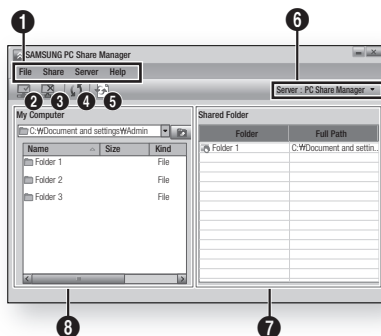 1 6
SAMSUNG PC Share Manager
File Share Server Help
2 3 4 5
Server : PC Share Manager
My Computer
Shared Folder
C:₩Document and settings₩Admin
Name Size Kind
Folder 1 File
Folder 2 File
Folder 3 File
Folder Full Path
Folder 1 C:₩Document and settin...
8 7